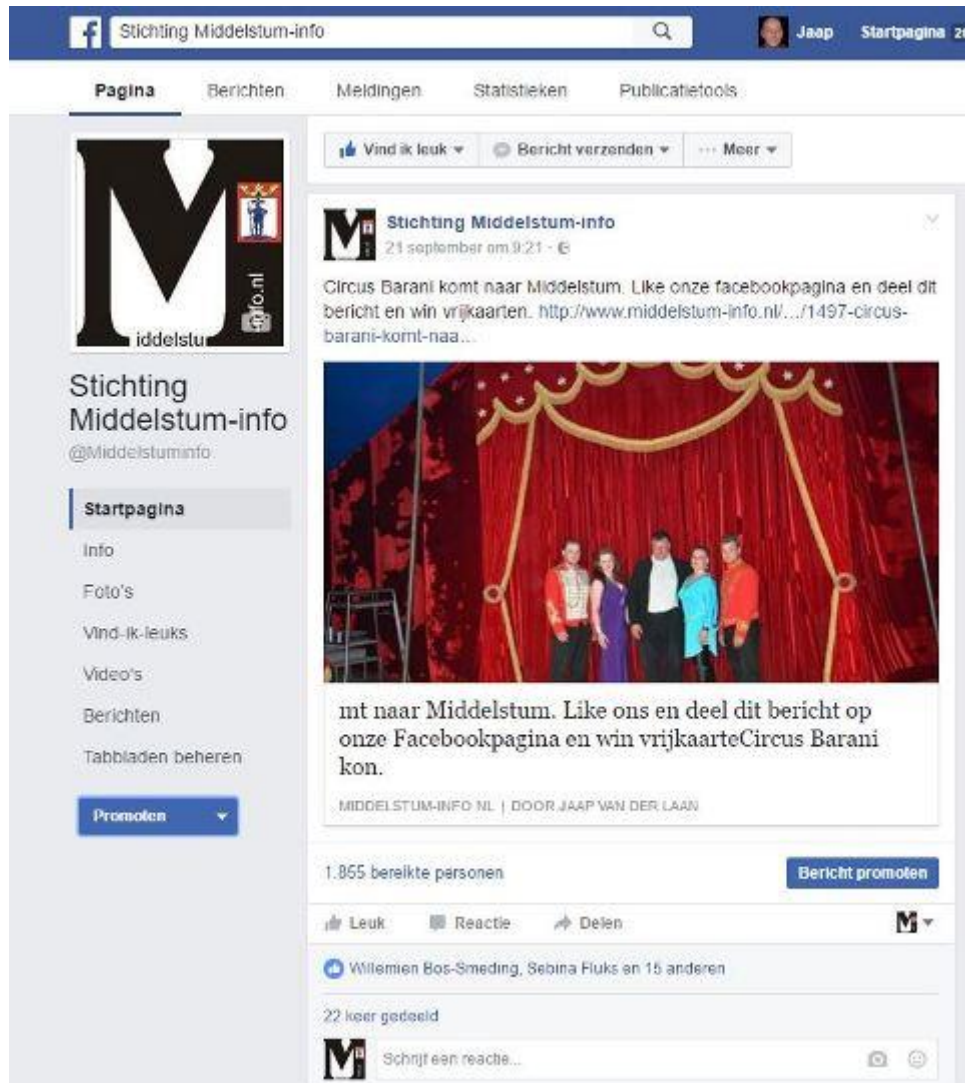 Stichting Middelstum-info
Jaap Startpagina
Pagina Berichten Meldingen Statistieken Publicatietools
M
iddelstu
info.nl
Stichting
Middelstum-info
@Middelstuminfo
Startpagina
Info
Foto's
Vind-ik-leuks
Video's
Berichten
Tabbladen beheren
Promoten
Vind ik leuk Bericht verzenden ··· Meer
Stichting Middelstum-info
21 september om 9:21 ·
Circus Barani komt naar Middelstum. Like onze facebookpagina en deel dit
bericht en win vrijkaarten. http://www.middelstum-info.nl/.../1497-circus-
barani-komt-naa...
mt naar Middelstum. Like ons en deel dit bericht op
onze Facebookpagina en win vrijkaarteCircus Barani
kon.
MIDDELSTUM-INFO.NL | DOOR JAAP VAN DER LAAN
1.855 bereikte personen
Bericht promoten
Leuk Reactie Delen
Willemien Bos-Smeding, Sebina Fluks en 15 anderen
22 keer gedeeld
Schrijf een reactie...